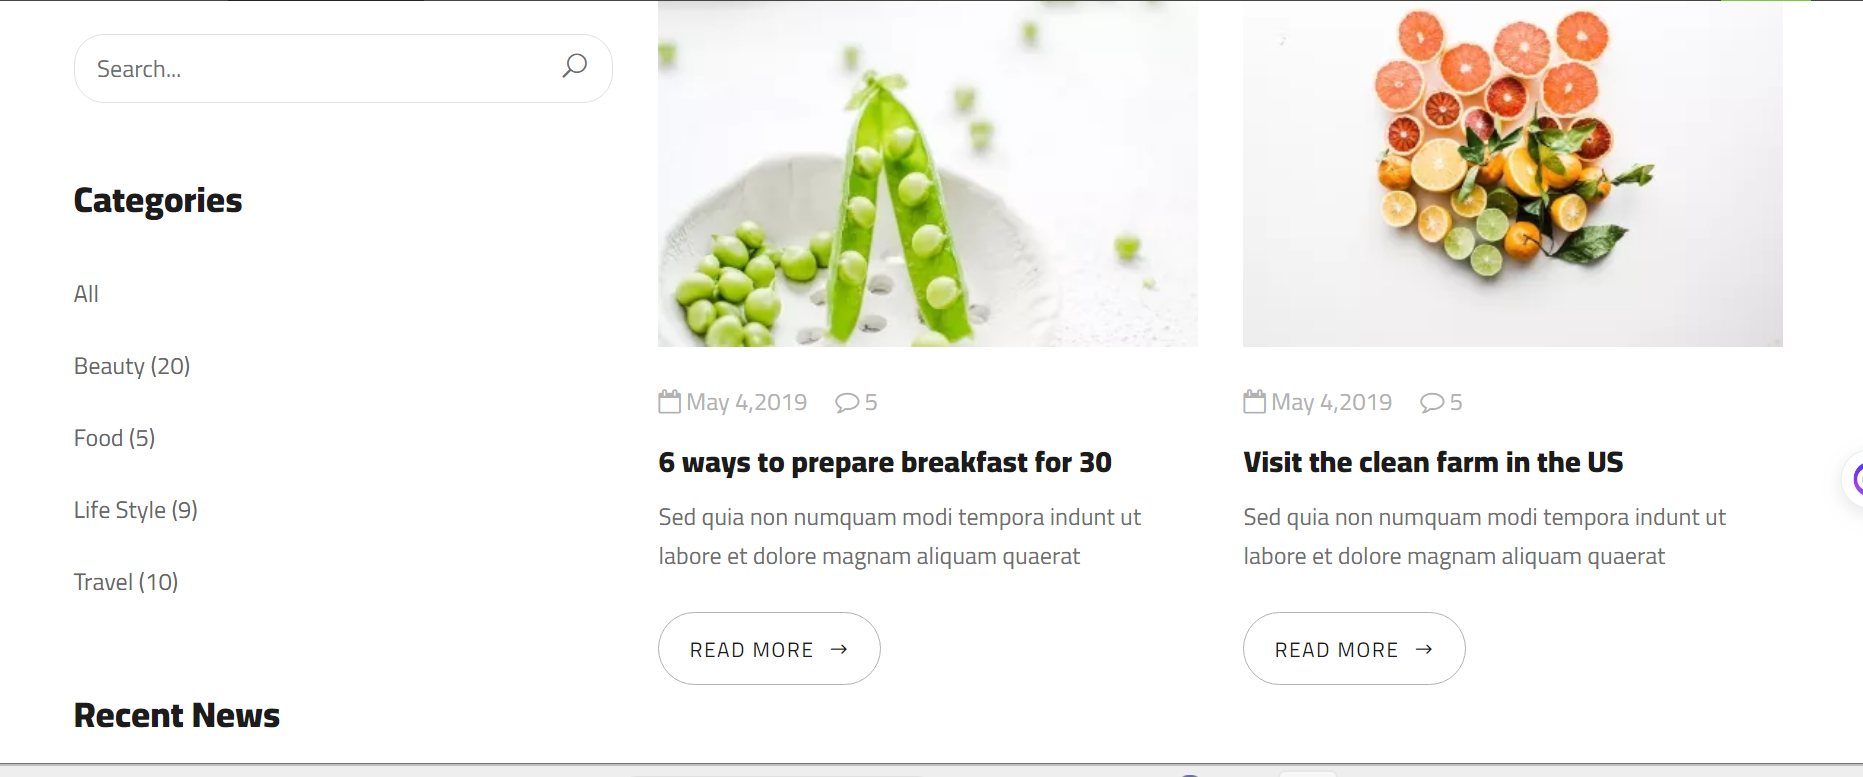 Search...
Categories
All
Beauty (20)
Food (5)
Life Style (9)
Travel (10)
Recent News
May 4,2019 5
6 ways to prepare breakfast for 30
Sed quia non numquam modi tempora indunt ut
labore et dolore magnam aliquam quaerat
READ MORE →
May 4,2019 5
Visit the clean farm in the US
Sed quia non numquam modi tempora indunt ut
labore et dolore magnam aliquam quaerat
READ MORE →